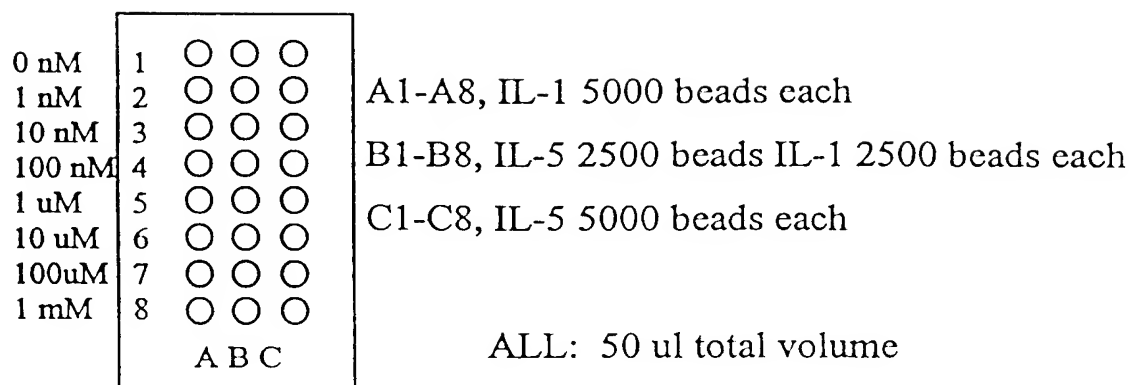 0 nM 1
1 nM 2
A1-A8, IL-1 5000 beads each
10 nM 3
100 nM 4
B1-B8, IL-5 2500 beads IL-1 2500 beads each
1 uM 5
C1-C8, IL-5 5000 beads each
10 uM 6
100uM 7
1 mM 8
A B C
ALL: 50 ul total volume